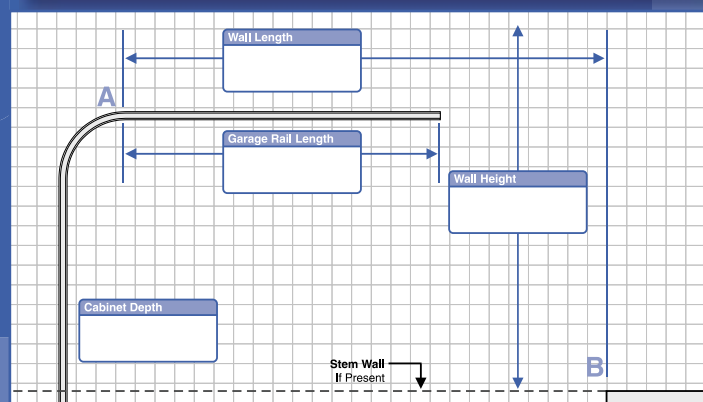 Wall Length
A
Garage Rail Length
Wall Height
Cabinet Depth
Stem Wall
If Present
B